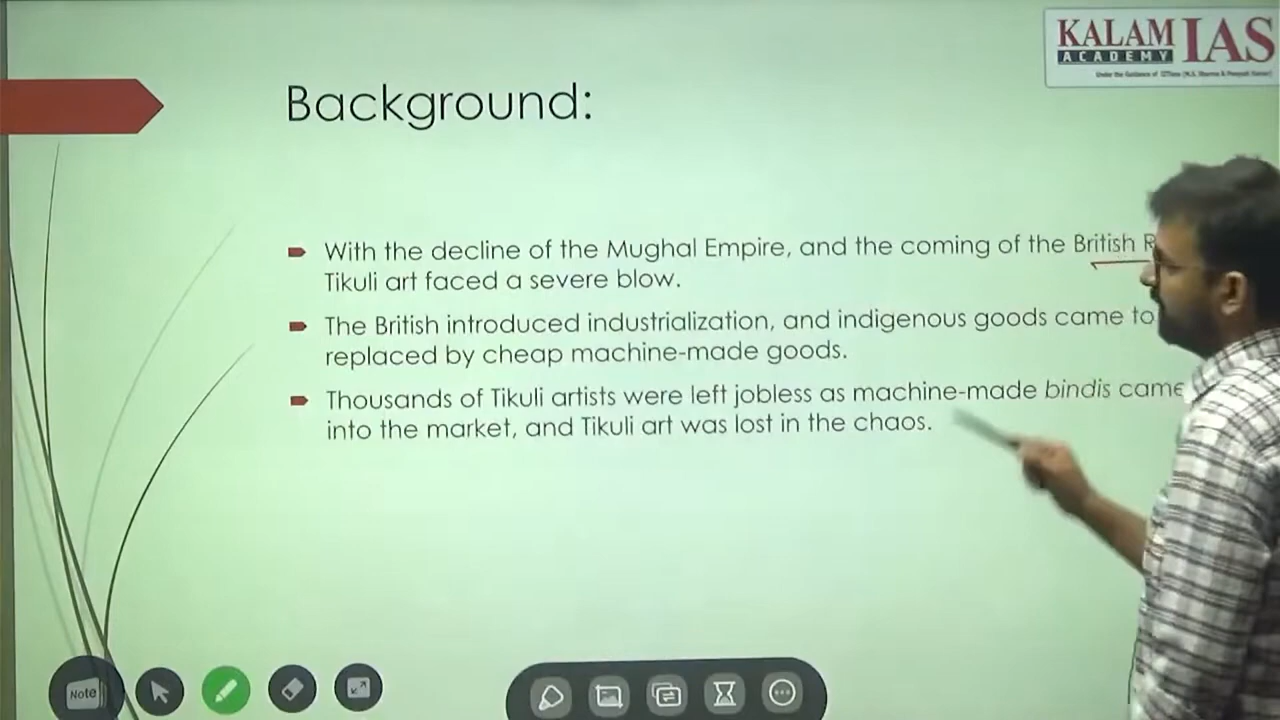 KALAM IAS
ACADEMY
Background:
With the decline of the Mughal Empire, and the coming of the British
Tikuli art faced a severe blow.
The British introduced industrialization, and indigenous goods came to
replaced by cheap machine-made goods.
Thousands of Tikuli artists were left jobless as machine-made bindis came
into the market, and Tikuli art was lost in the chaos.
Note